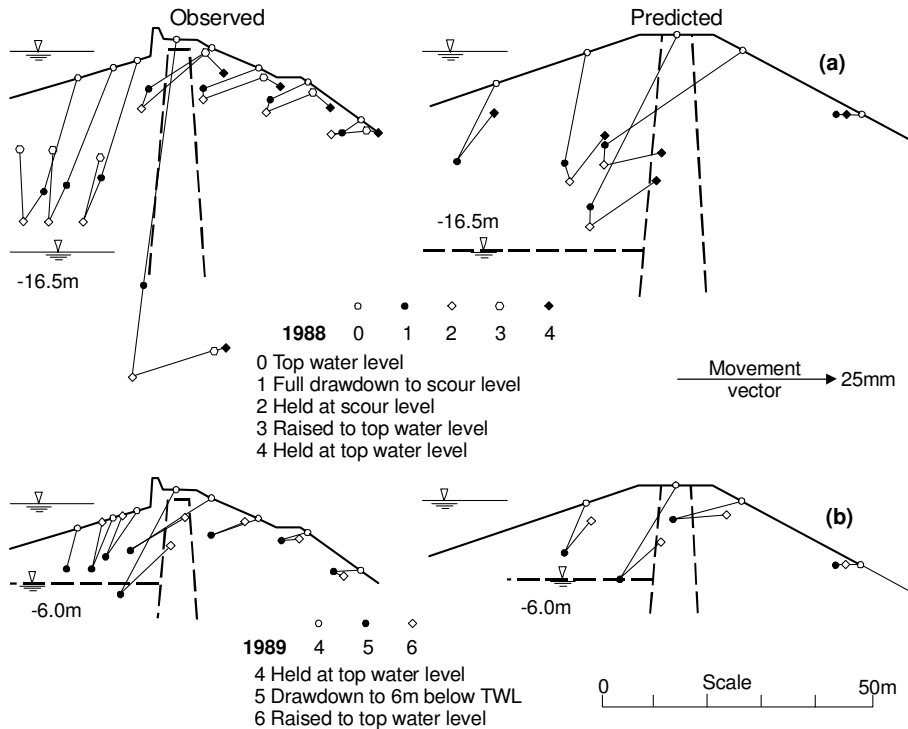 Observed
Predicted
(a)
-16.5m
-16.5m
1988 0 1 2 3 4
0 Top water level
1 Full drawdown to scour level
2 Held at scour level
3 Raised to top water level
4 Held at top water level
Movement
vector
25mm
(b)
-6.0m
-6.0m
1989 4 5 6
4 Held at top water level
5 Drawdown to 6m below TWL
6 Raised to top water level
0 Scale 50m